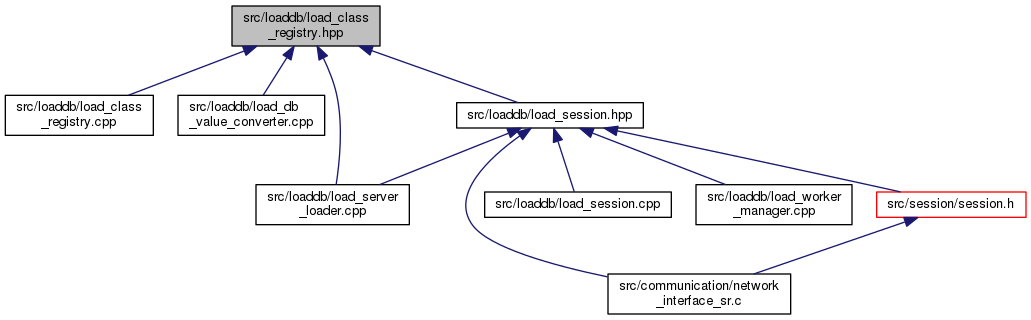 src/loaddb/load_class
_registry.hpp
src/loaddb/load_class
_registry.cpp
src/loaddb/load_db
_value_converter.cpp
src/loaddb/load_session.hpp
src/loaddb/load_server
_loader.cpp
src/loaddb/load_session.cpp
src/loaddb/load_worker
_manager.cpp
src/session/session.h
src/communication/network
_interface_sr.c